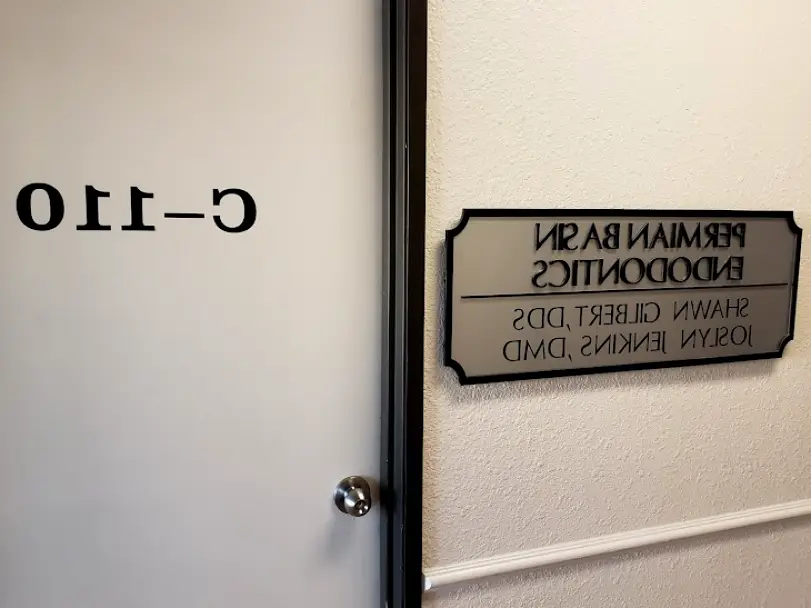 C-110
PERMIAN BASIN
ENDODONTICS
SHAWN GILBERT, DDS
JOSLYN JENKINS, DMD